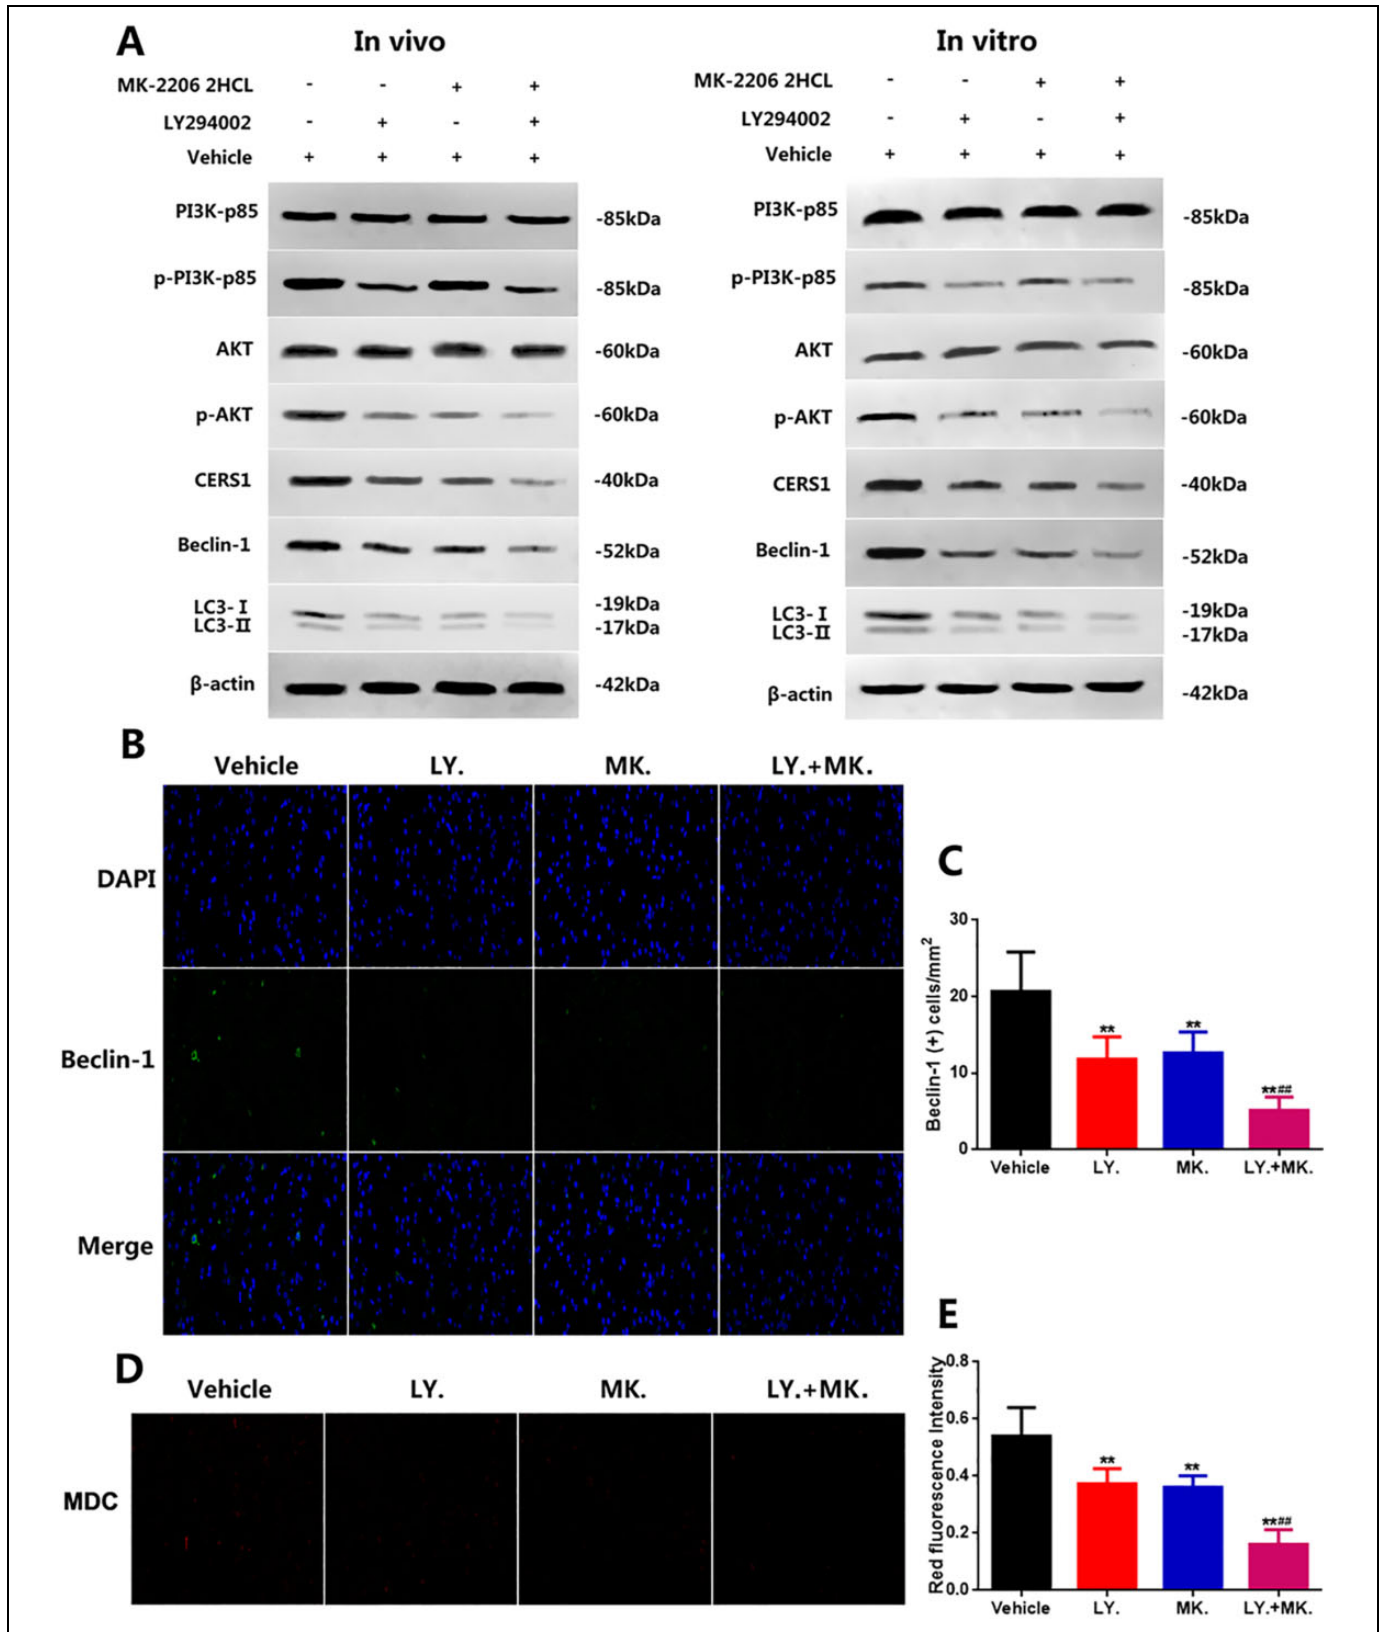 A
In vivo
MK-2206 2HCL - - + +
LY294002 - + - +
Vehicle + + + +
PI3K-p85 -85kDa
p-PI3K-p85 -85kDa
AKT -60kDa
p-AKT -60kDa
CERS1 -40kDa
Beclin-1 -52kDa
LC3-Ⅰ -19kDa
LC3-Ⅱ -17kDa
β-actin -42kDa
In vitro
MK-2206 2HCL - - + +
LY294002 - + - +
Vehicle + + + +
PI3K-p85 -85kDa
p-PI3K-p85 -85kDa
AKT -60kDa
p-AKT -60kDa
CERS1 -40kDa
Beclin-1 -52kDa
LC3-Ⅰ -19kDa
LC3-Ⅱ -17kDa
β-actin -42kDa
B
Vehicle LY. MK. LY.+MK.
DAPI
Beclin-1
Merge
C
Beclin-1 (+) cells/mm²
30
20
10
0
** ** **##
Vehicle LY. MK. LY.+MK.
D
Vehicle LY. MK. LY.+MK.
MDC
E
Red fluorescence Intensity
0.8
0.6
0.4
0.2
0.0
** ** **##
Vehicle LY. MK. LY.+MK.